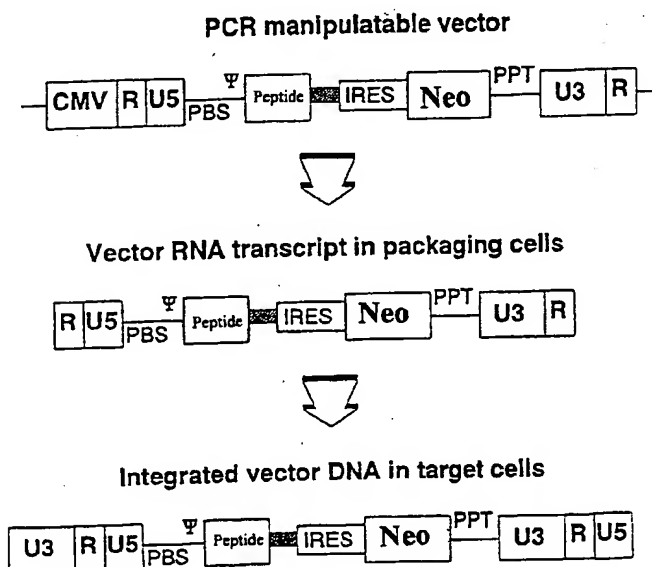 PCR manipulatable vector
CMV R U5 PBS Ψ Peptide IRES Neo PPT U3 R
Vector RNA transcript in packaging cells
R U5 PBS Ψ Peptide IRES Neo PPT U3 R
Integrated vector DNA in target cells
U3 R U5 PBS Ψ Peptide IRES Neo PPT U3 R U5